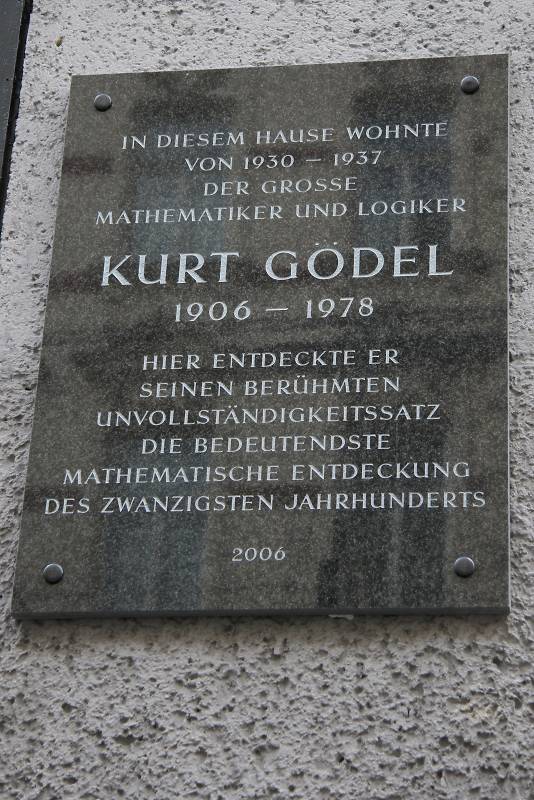 IN DIESEM HAUSE WOHNTE
VON 1930 – 1937
DER GROSSE
MATHEMATIKER UND LOGIKER
KURT GÖDEL
1906 – 1978
HIER ENTDECKTE ER
SEINEN BERÜHMTEN
UNVOLLSTÄNDIGKEITSSATZ
DIE BEDEUTENDSTE
MATHEMATISCHE ENTDECKUNG
DES ZWANZIGSTEN JAHRHUNDERTS
2006